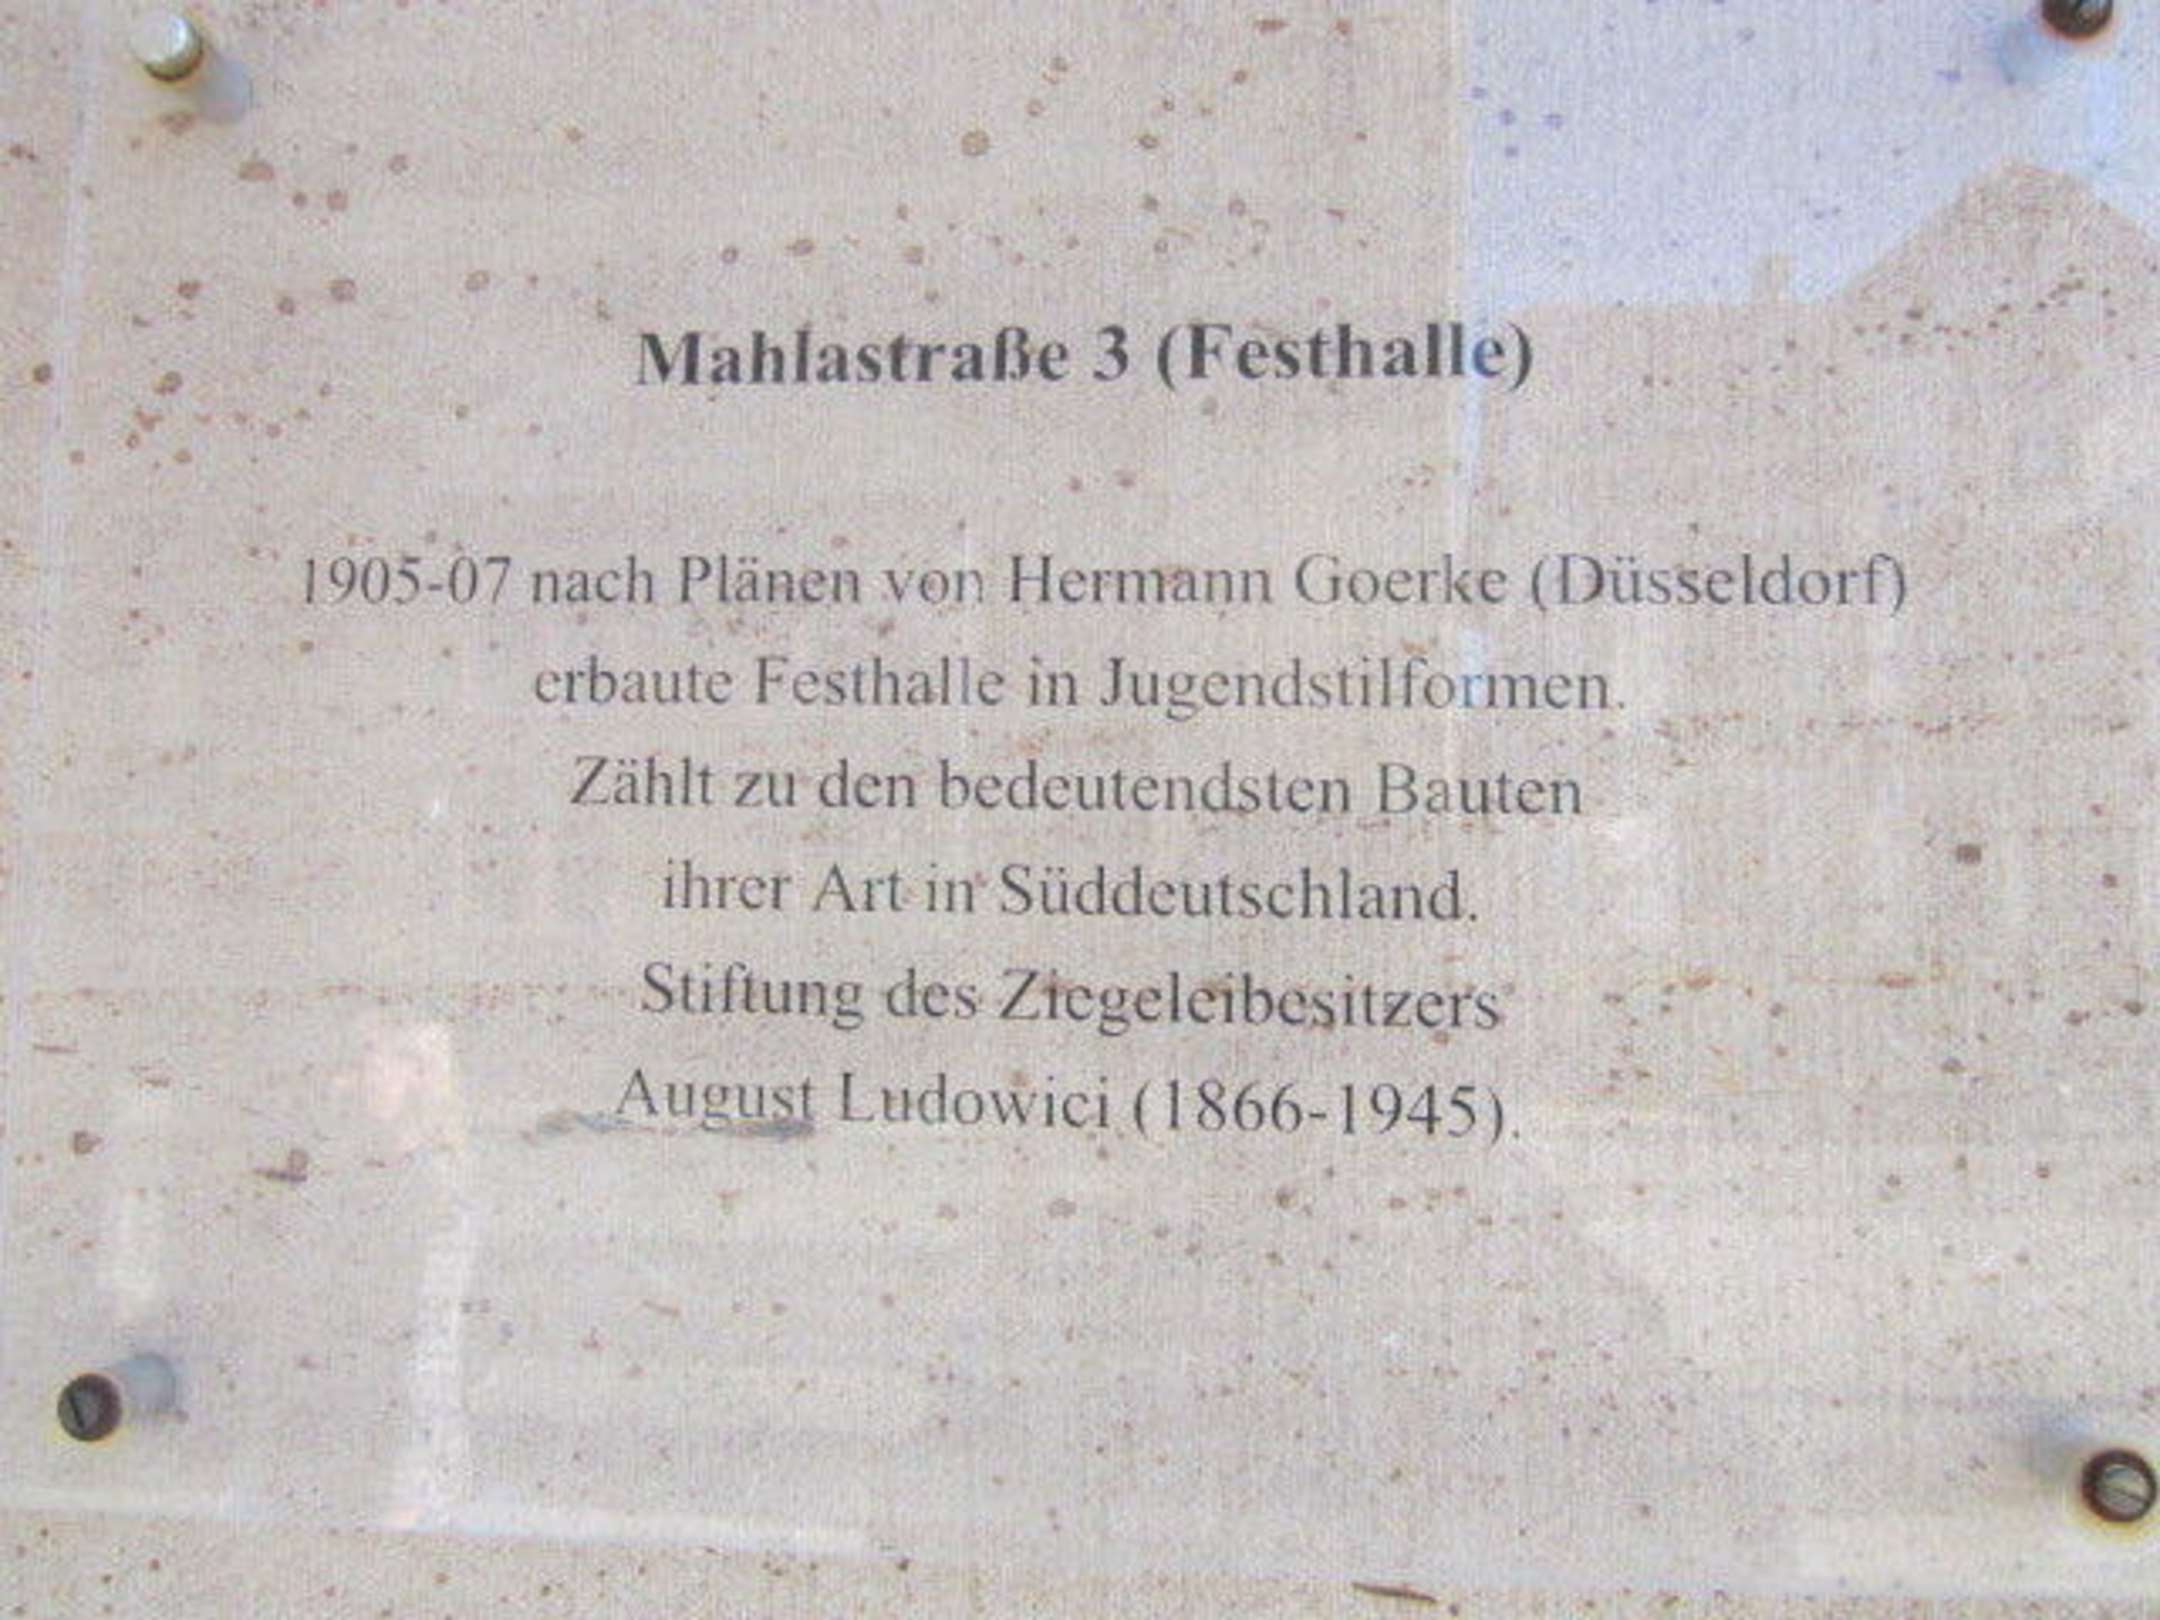 Mahlastraße 3 (Festhalle)
1905-07 nach Plänen von Hermann Goerke (Düsseldorf)
erbaute Festhalle in Jugendstilformen.
Zählt zu den bedeutendsten Bauten
ihrer Art in Süddeutschland.
Stiftung des Ziegeleibesitzers
August Ludowici (1866-1945).